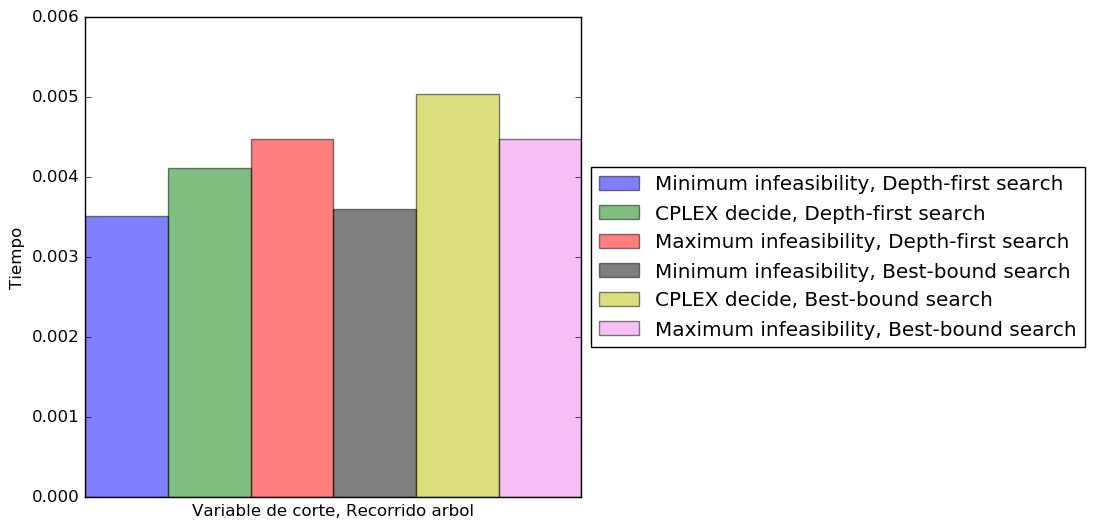 0.006
0.005
0.004
0.003
0.002
0.001
0.000
Tiempo
Variable de corte, Recorrido arbol
Minimum infeasibility, Depth-first search
CPLEX decide, Depth-first search
Maximum infeasibility, Depth-first search
Minimum infeasibility, Best-bound search
CPLEX decide, Best-bound search
Maximum infeasibility, Best-bound search